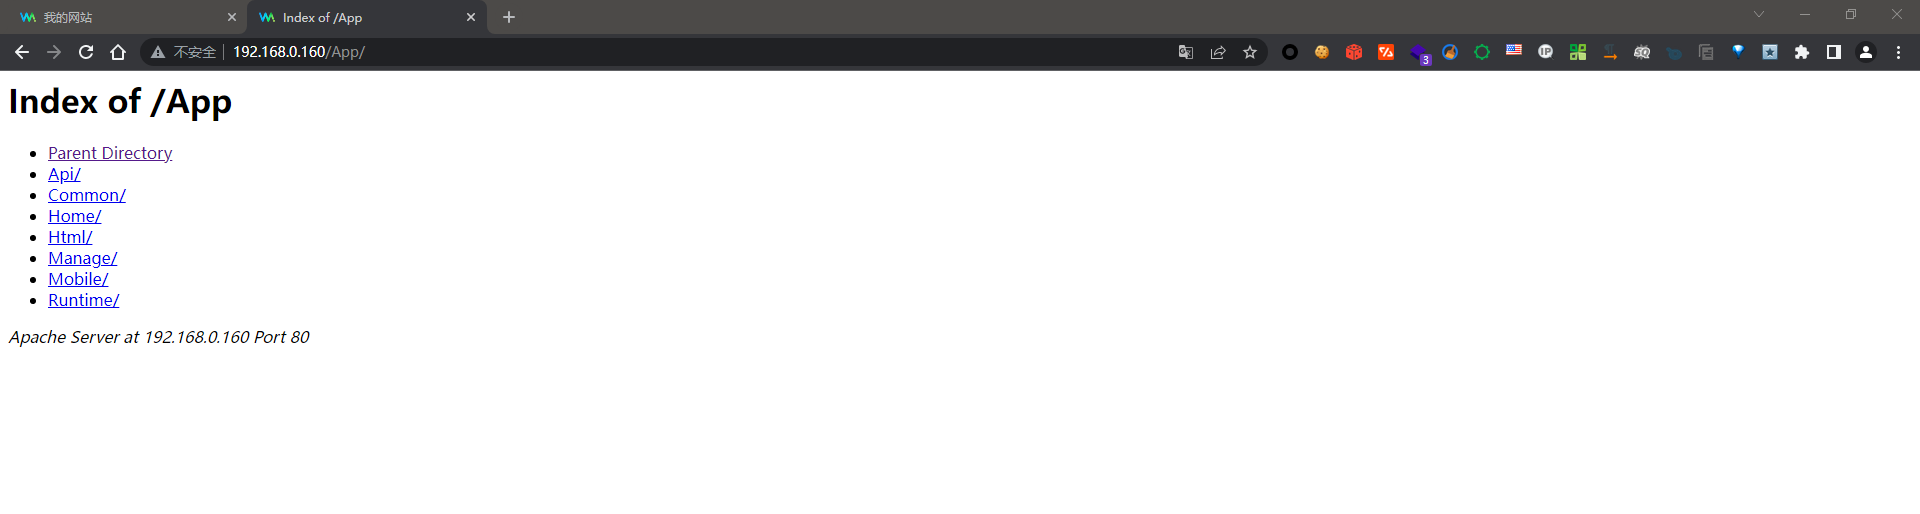 我的网站
Index of /App
不安全 192.168.0.160/App/
3
Index of /App
Parent Directory
Api/
Common/
Home/
Html/
Manage/
Mobile/
Runtime/
Apache Server at 192.168.0.160 Port 80